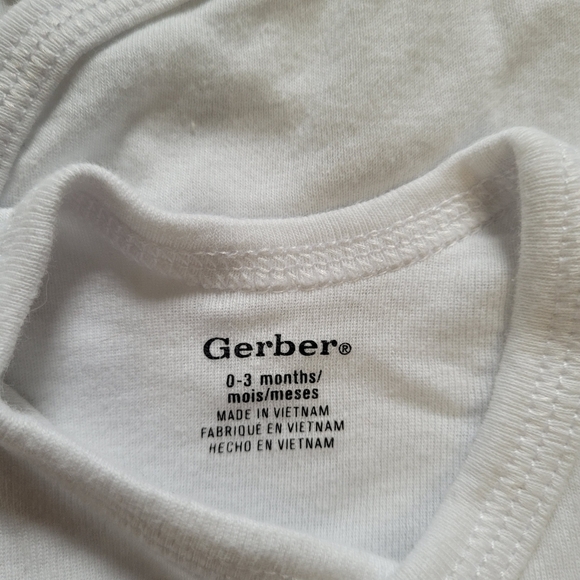 Gerber®
0-3 months/
mois/meses
MADE IN VIETNAM
FABRIQUÉ EN VIETNAM
HECHO EN VIETNAM